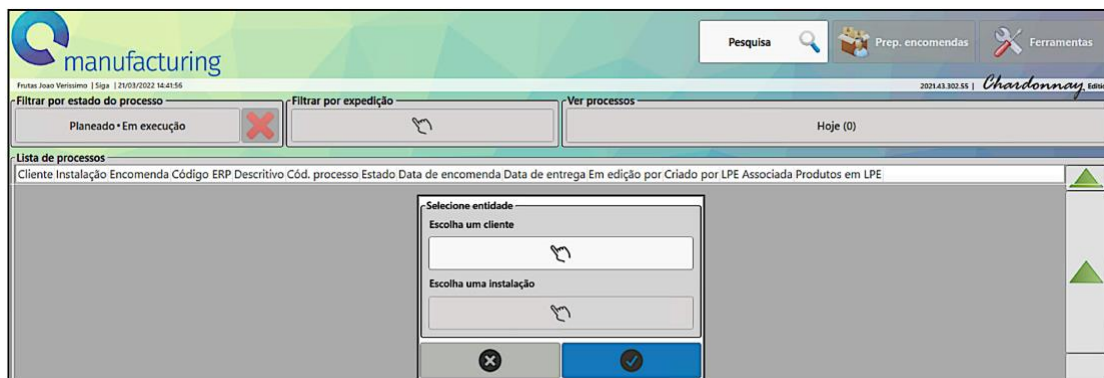 manufacturing
Pesquisa
Prep. encomendas
Ferramentas
Frutas Joao Verissimo | Siga | 21/03/2022 14:41:56
2021.43.302.55 | Chardonnay Editio
Filtrar por estado do processo
Filtrar por expedição
Ver processos
Planeado • Em execução
Hoje (0)
Lista de processos
Cliente Instalação Encomenda Código ERP Descritivo Cód. processo Estado Data de encomenda Data de entrega Em edição por Criado por LPE Associada Produtos em LPE
Selecione entidade
Escolha um cliente
Escolha uma instalação